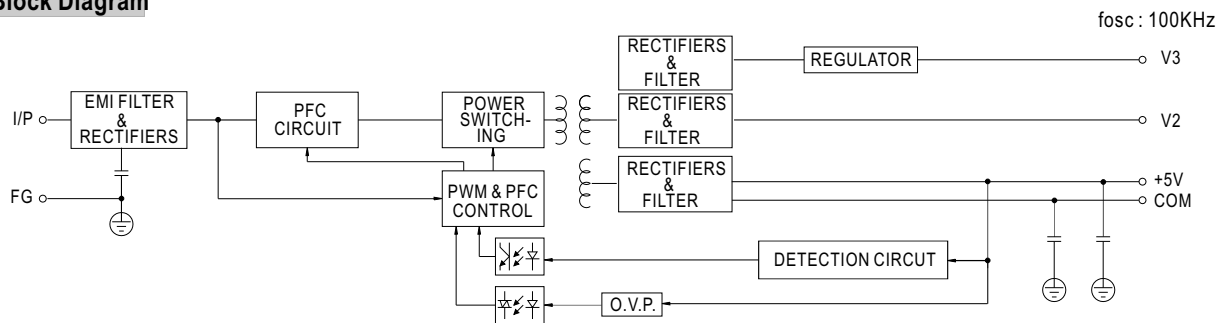 Block Diagram
fosc : 100KHz
RECTIFIERS
&
FILTER
REGULATOR
V3
I/P
EMI FILTER
&
RECTIFIERS
PFC
CIRCUIT
POWER
SWITCH-
ING
RECTIFIERS
&
FILTER
V2
FG
PWM & PFC
CONTROL
RECTIFIERS
&
FILTER
+5V
COM
DETECTION CIRCUT
O.V.P.